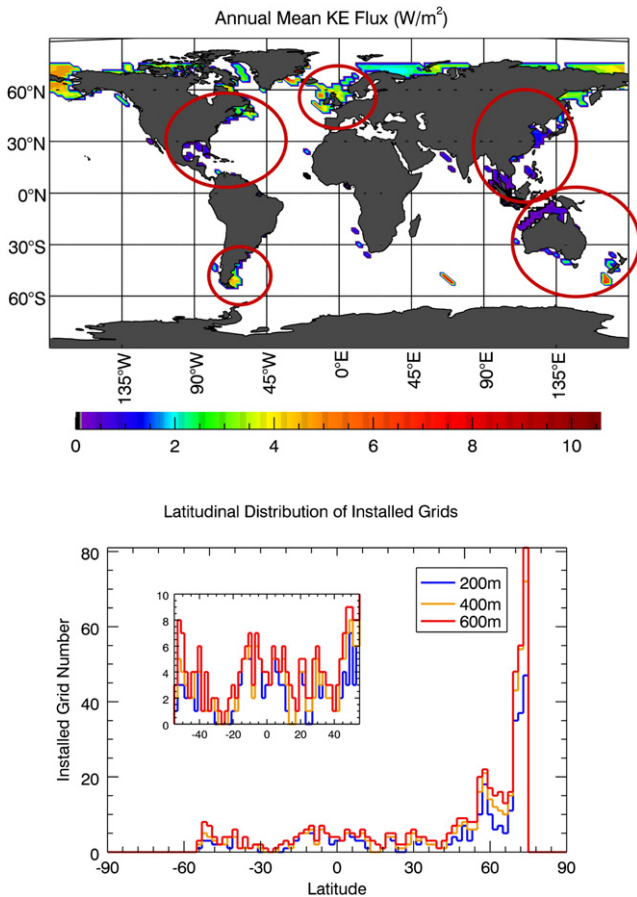 Annual Mean KE Flux (W/m²)
60°N
30°N
0°N
30°S
60°S
135°W
90°W
45°W
0°E
45°E
90°E
135°E
0 2 4 6 8 10
Latitudinal Distribution of Installed Grids
80
60
40
20
0
Installed Grid Number
10
8
6
4
2
0
-40 -20 0 20 40
200m
400m
600m
-90 -60 -30 0 30 60 90
Latitude